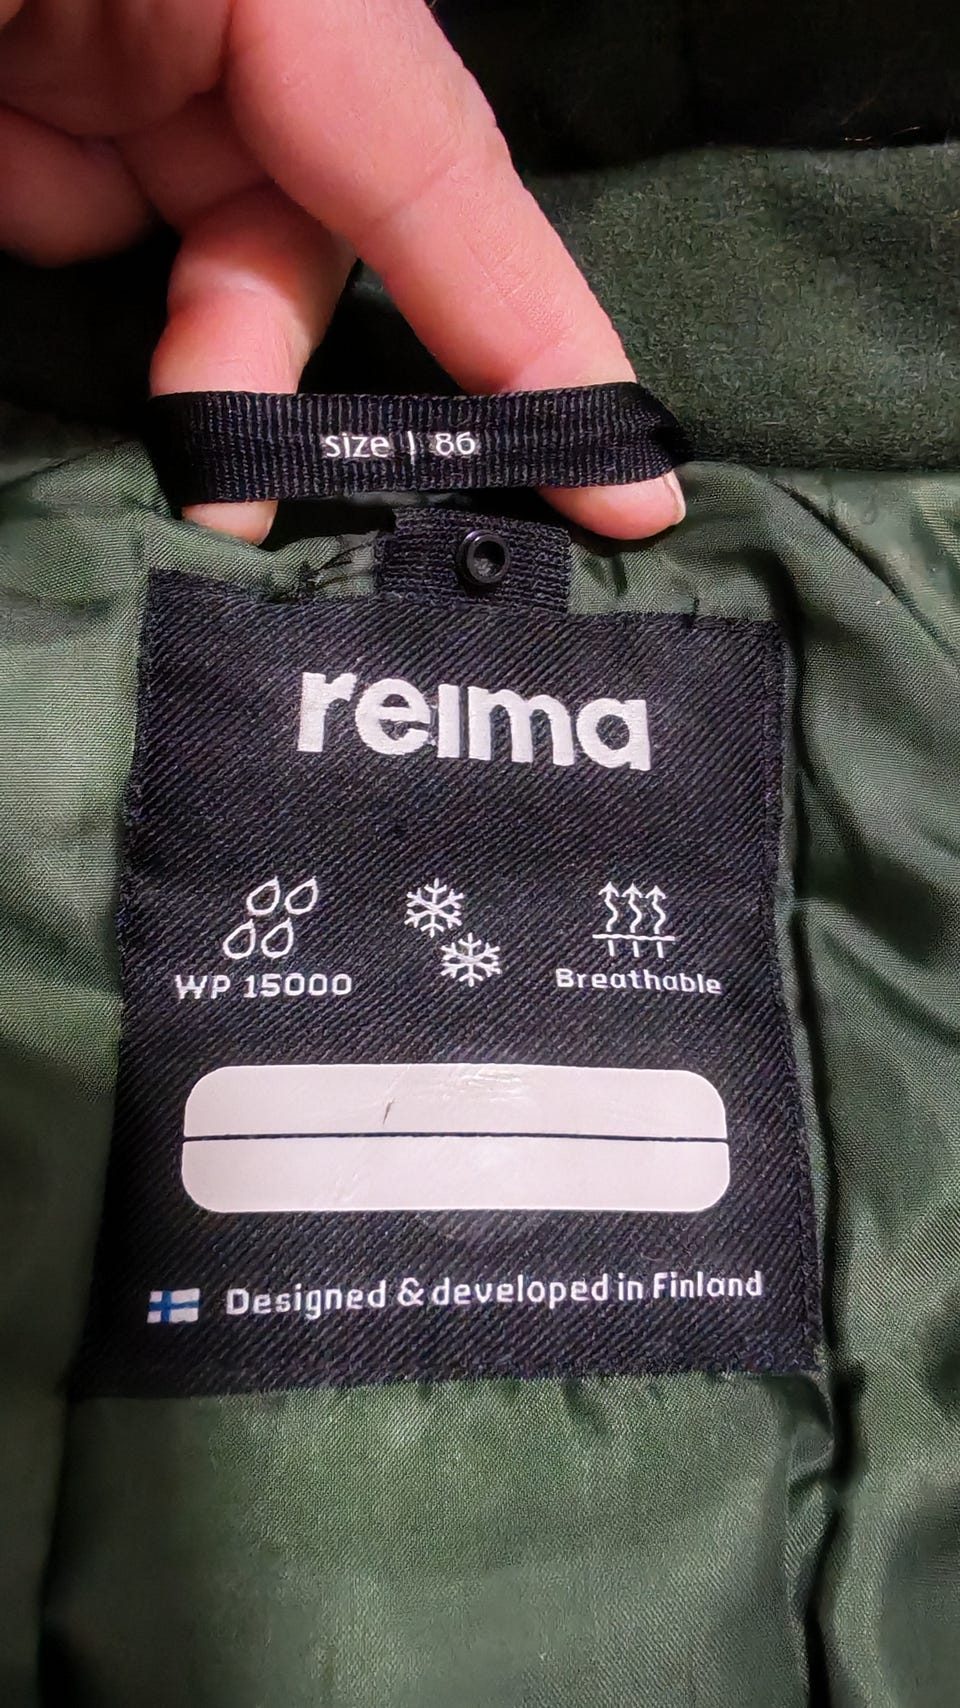 size | 86
reima
WP 15000
Breathable
Designed & developed in Finland